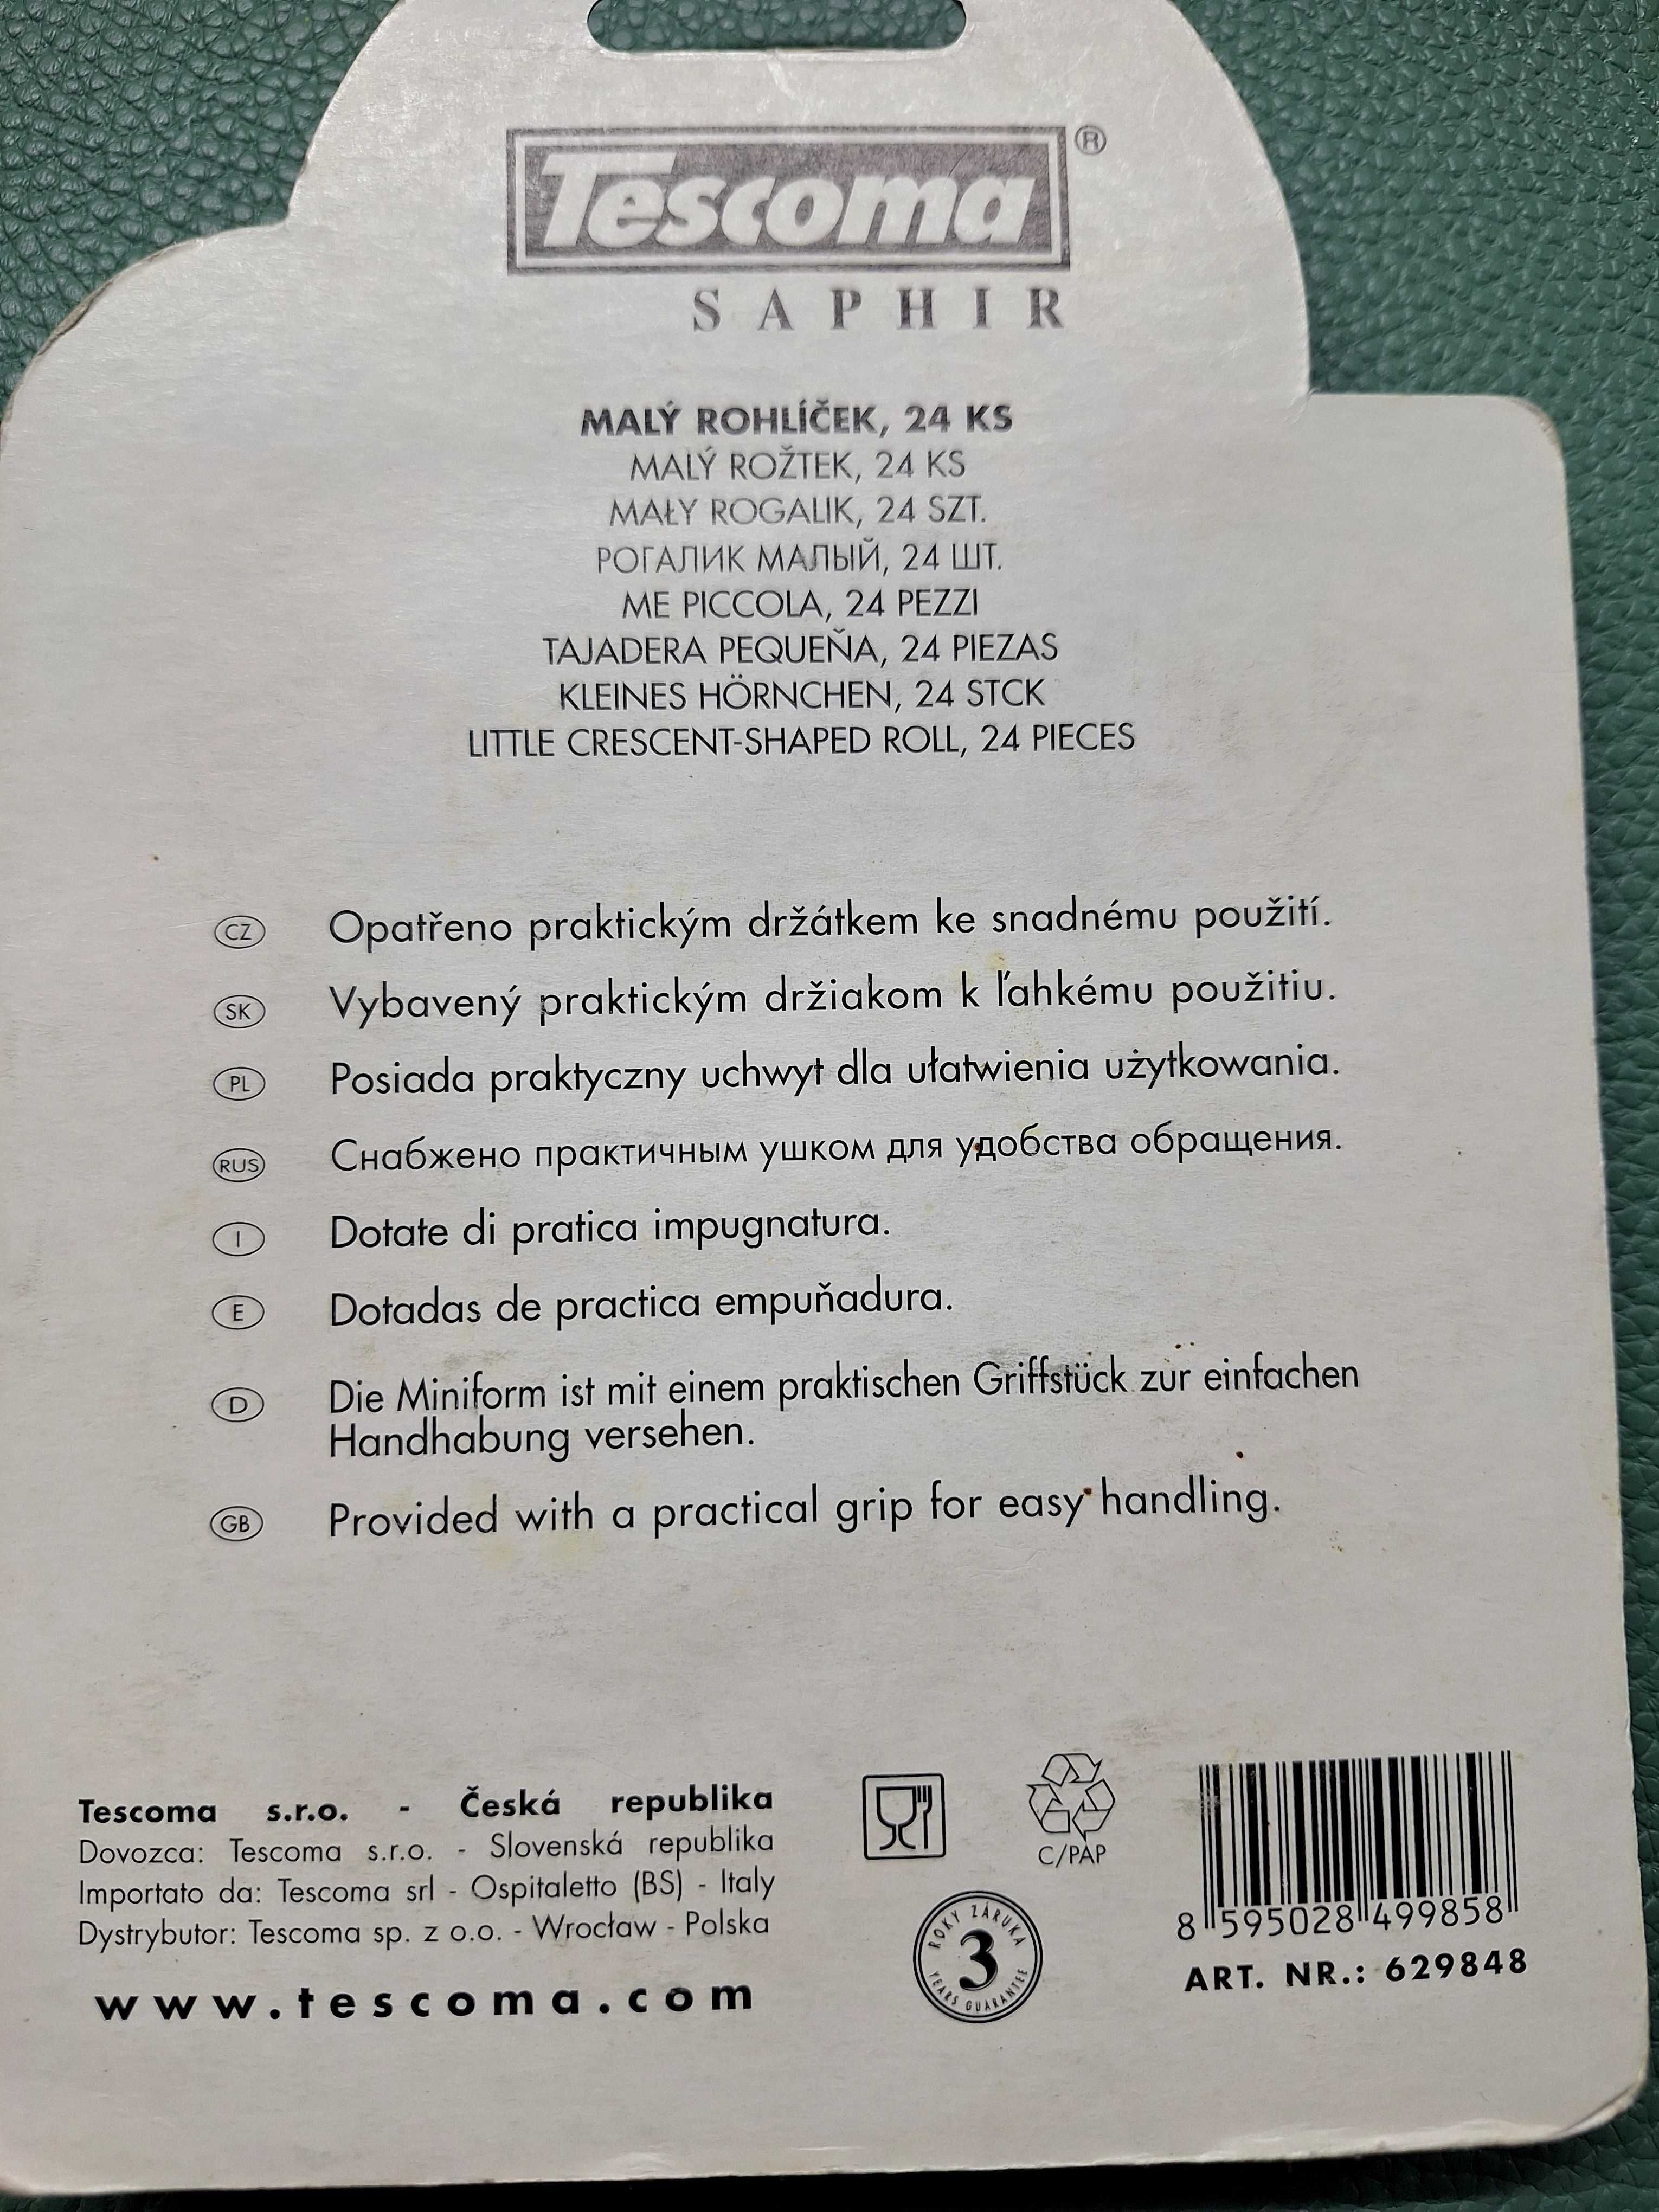 Tescoma®
SAPHIR
MALÝ ROHLÍČEK, 24 KS
MALÝ ROŽTEK, 24 KS
MAŁY ROGALIK, 24 SZT.
РОГАЛИК МАЛЫЙ, 24 ШТ.
ME PICCOLA, 24 PEZZI
TAJADERA PEQUEŇA, 24 PIEZAS
KLEINES HÖRNCHEN, 24 STCK
LITTLE CRESCENT-SHAPED ROLL, 24 PIECES
CZ Opatřeno praktickým držátkem ke snadnému použití.
SK Vybavený praktickým držiakom k ľahkému použitiu.
PL Posiada praktyczny uchwyt dla ułatwienia użytkowania.
RUS Снабжено практичным ушком для удобства обращения.
I Dotate di pratica impugnatura.
E Dotadas de practica empuňadura.
D Die Miniform ist mit einem praktischen Griffstück zur einfachen
Handhabung versehen.
GB Provided with a practical grip for easy handling.
Tescoma s.r.o. - Česká republika
Dovozca: Tescoma s.r.o. - Slovenská republika
Importato da: Tescoma srl - Ospitaletto (BS) - Italy
Dystrybutor: Tescoma sp. z o.o. - Wrocław - Polska
www.tescoma.com
C/PAP
ROKY ZÁRUKA
3
YEARS GUARANTEE
8 595028 499858
ART. NR.: 629848